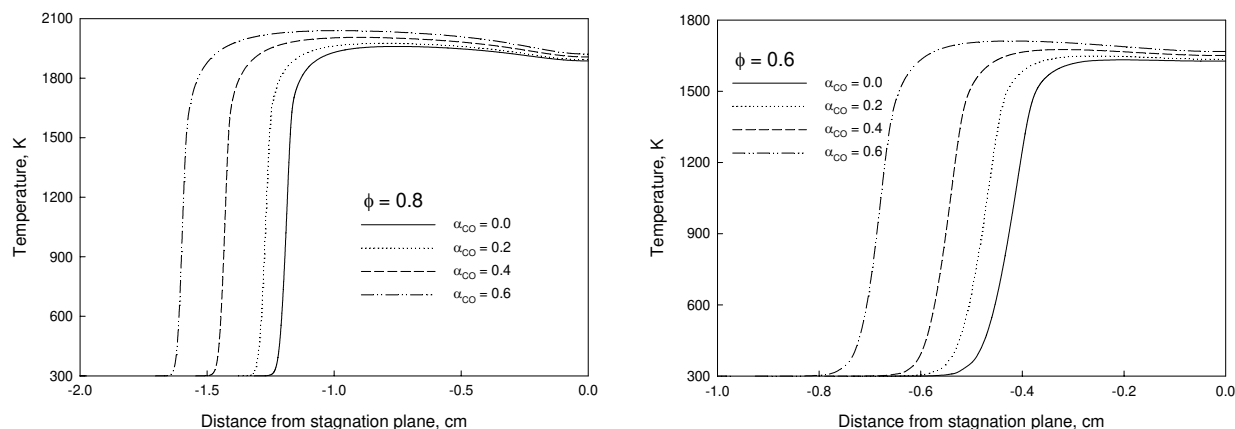 2100
1800
1500
1200
900
600
300
Temperature, K
ϕ = 0.8
α_CO = 0.0
α_CO = 0.2
α_CO = 0.4
α_CO = 0.6
-2.0 -1.5 -1.0 -0.5 0.0
Distance from stagnation plane, cm
1800
1500
1200
900
600
300
Temperature, K
ϕ = 0.6
α_CO = 0.0
α_CO = 0.2
α_CO = 0.4
α_CO = 0.6
-1.0 -0.8 -0.6 -0.4 -0.2 0.0
Distance from stagnation plane, cm